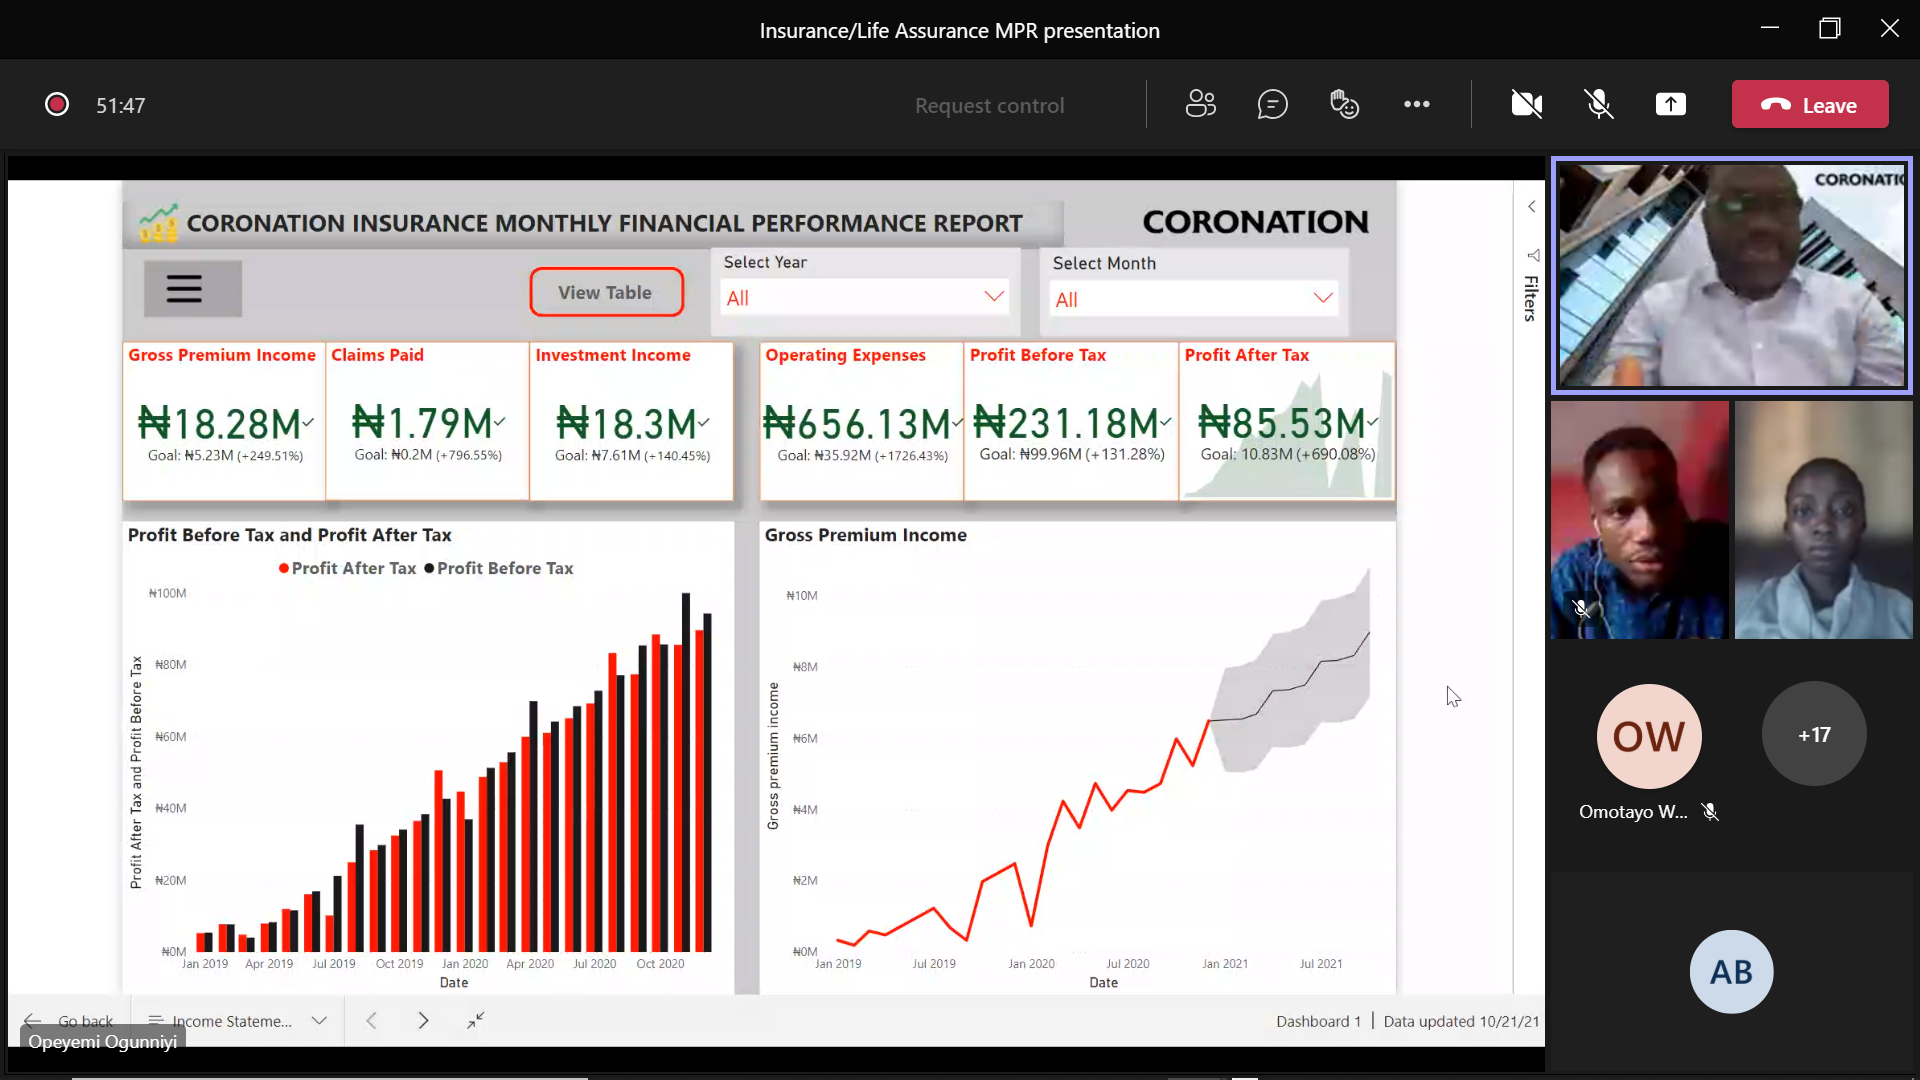 Insurance/Life Assurance MPR presentation
51:47
Request control
Leave
CORONATION INSURANCE MONTHLY FINANCIAL PERFORMANCE REPORT
CORONATION
View Table
Select Year
All
Select Month
All
Filters
Gross Premium Income
₦18.28M
Goal: ₦5.23M (+249.51%)
Claims Paid
₦1.79M
Goal: ₦0.2M (+796.55%)
Investment Income
₦18.3M
Goal: ₦7.61M (+140.45%)
Operating Expenses
₦656.13M
Goal: ₦35.92M (+1726.43%)
Profit Before Tax
₦231.18M
Goal: ₦99.96M (+131.28%)
Profit After Tax
₦85.53M
Goal: 10.83M (+690.08%)
Profit Before Tax and Profit After Tax
Profit After Tax Profit Before Tax
Profit After Tax and Profit Before Tax
₦100M
₦80M
₦60M
₦40M
₦20M
₦0M
Jan 2019 Apr 2019 Jul 2019 Oct 2019 Jan 2020 Apr 2020 Jul 2020 Oct 2020
Date
Gross Premium Income
Gross premium income
₦10M
₦8M
₦6M
₦4M
₦2M
₦0M
Jan 2019 Jul 2019 Jan 2020 Jul 2020 Jan 2021 Jul 2021
Date
Go back
Income Stateme...
Dashboard 1 | Data updated 10/21/21
Opeyemi Ogunniyi
CORONATIO
OW
Omotayo W...
+17
AB